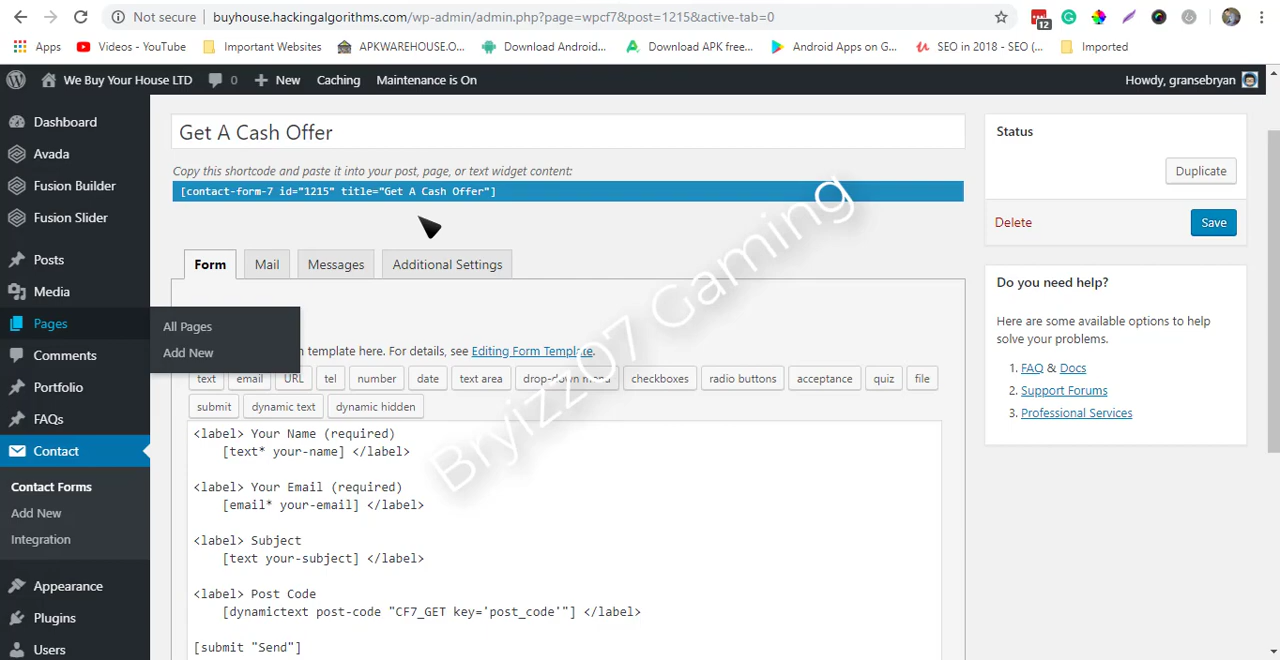 Not secure | buyhouse.hackingalgorithms.com/wp-admin/admin.php?page=wpcf7&post=1215&active-tab=0
12
Apps Videos - YouTube Important Websites APKWAREHOUSE.C... Download Android... Download APK free... Android Apps on G... SEO in 2018 - SEO (... Imported
We Buy Your House LTD 0 New Caching Maintenance is On Howdy, gransebryan
Dashboard
Avada
Fusion Builder
Fusion Slider
Posts
Media
Pages
All Pages
Add New
Comments
Portfolio
FAQs
Contact
Contact Forms
Add New
Integration
Appearance
Plugins
Users
Get A Cash Offer
Copy this shortcode and paste it into your post, page, or text widget content:
[contact-form-7 id="1215" title="Get A Cash Offer"]
Form Mail Messages Additional Settings
template here. For details, see Editing Form Template.
text email URL tel number date text area drop-down menu checkboxes radio buttons acceptance quiz file
submit dynamic text dynamic hidden
<label> Your Name (required)
[text* your-name] </label>
<label> Your Email (required)
[email* your-email] </label>
<label> Subject
[text your-subject] </label>
<label> Post Code
[dynamictext post-code "CF7_GET key='post_code'"] </label>
[submit "Send"]
Status
Duplicate
Delete Save
Do you need help?
Here are some available options to help
solve your problems.
1. FAQ & Docs
2. Support Forums
3. Professional Services
Bryizz07 Gaming